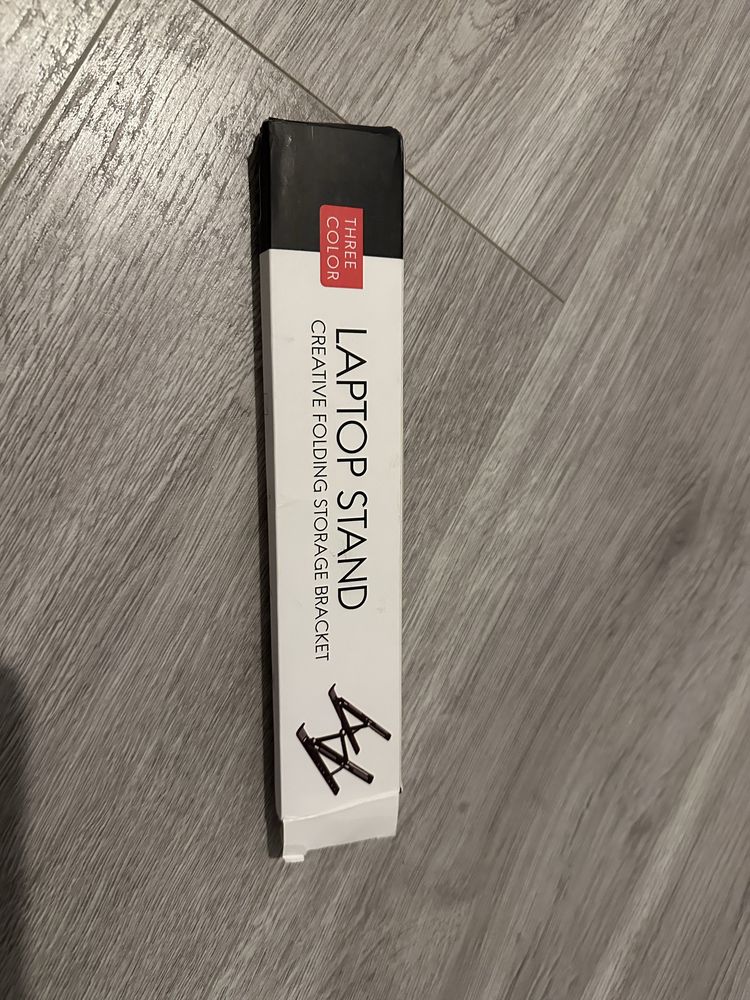 THREE
COLOR
LAPTOP STAND
CREATIVE FOLDING STORAGE BRACKET